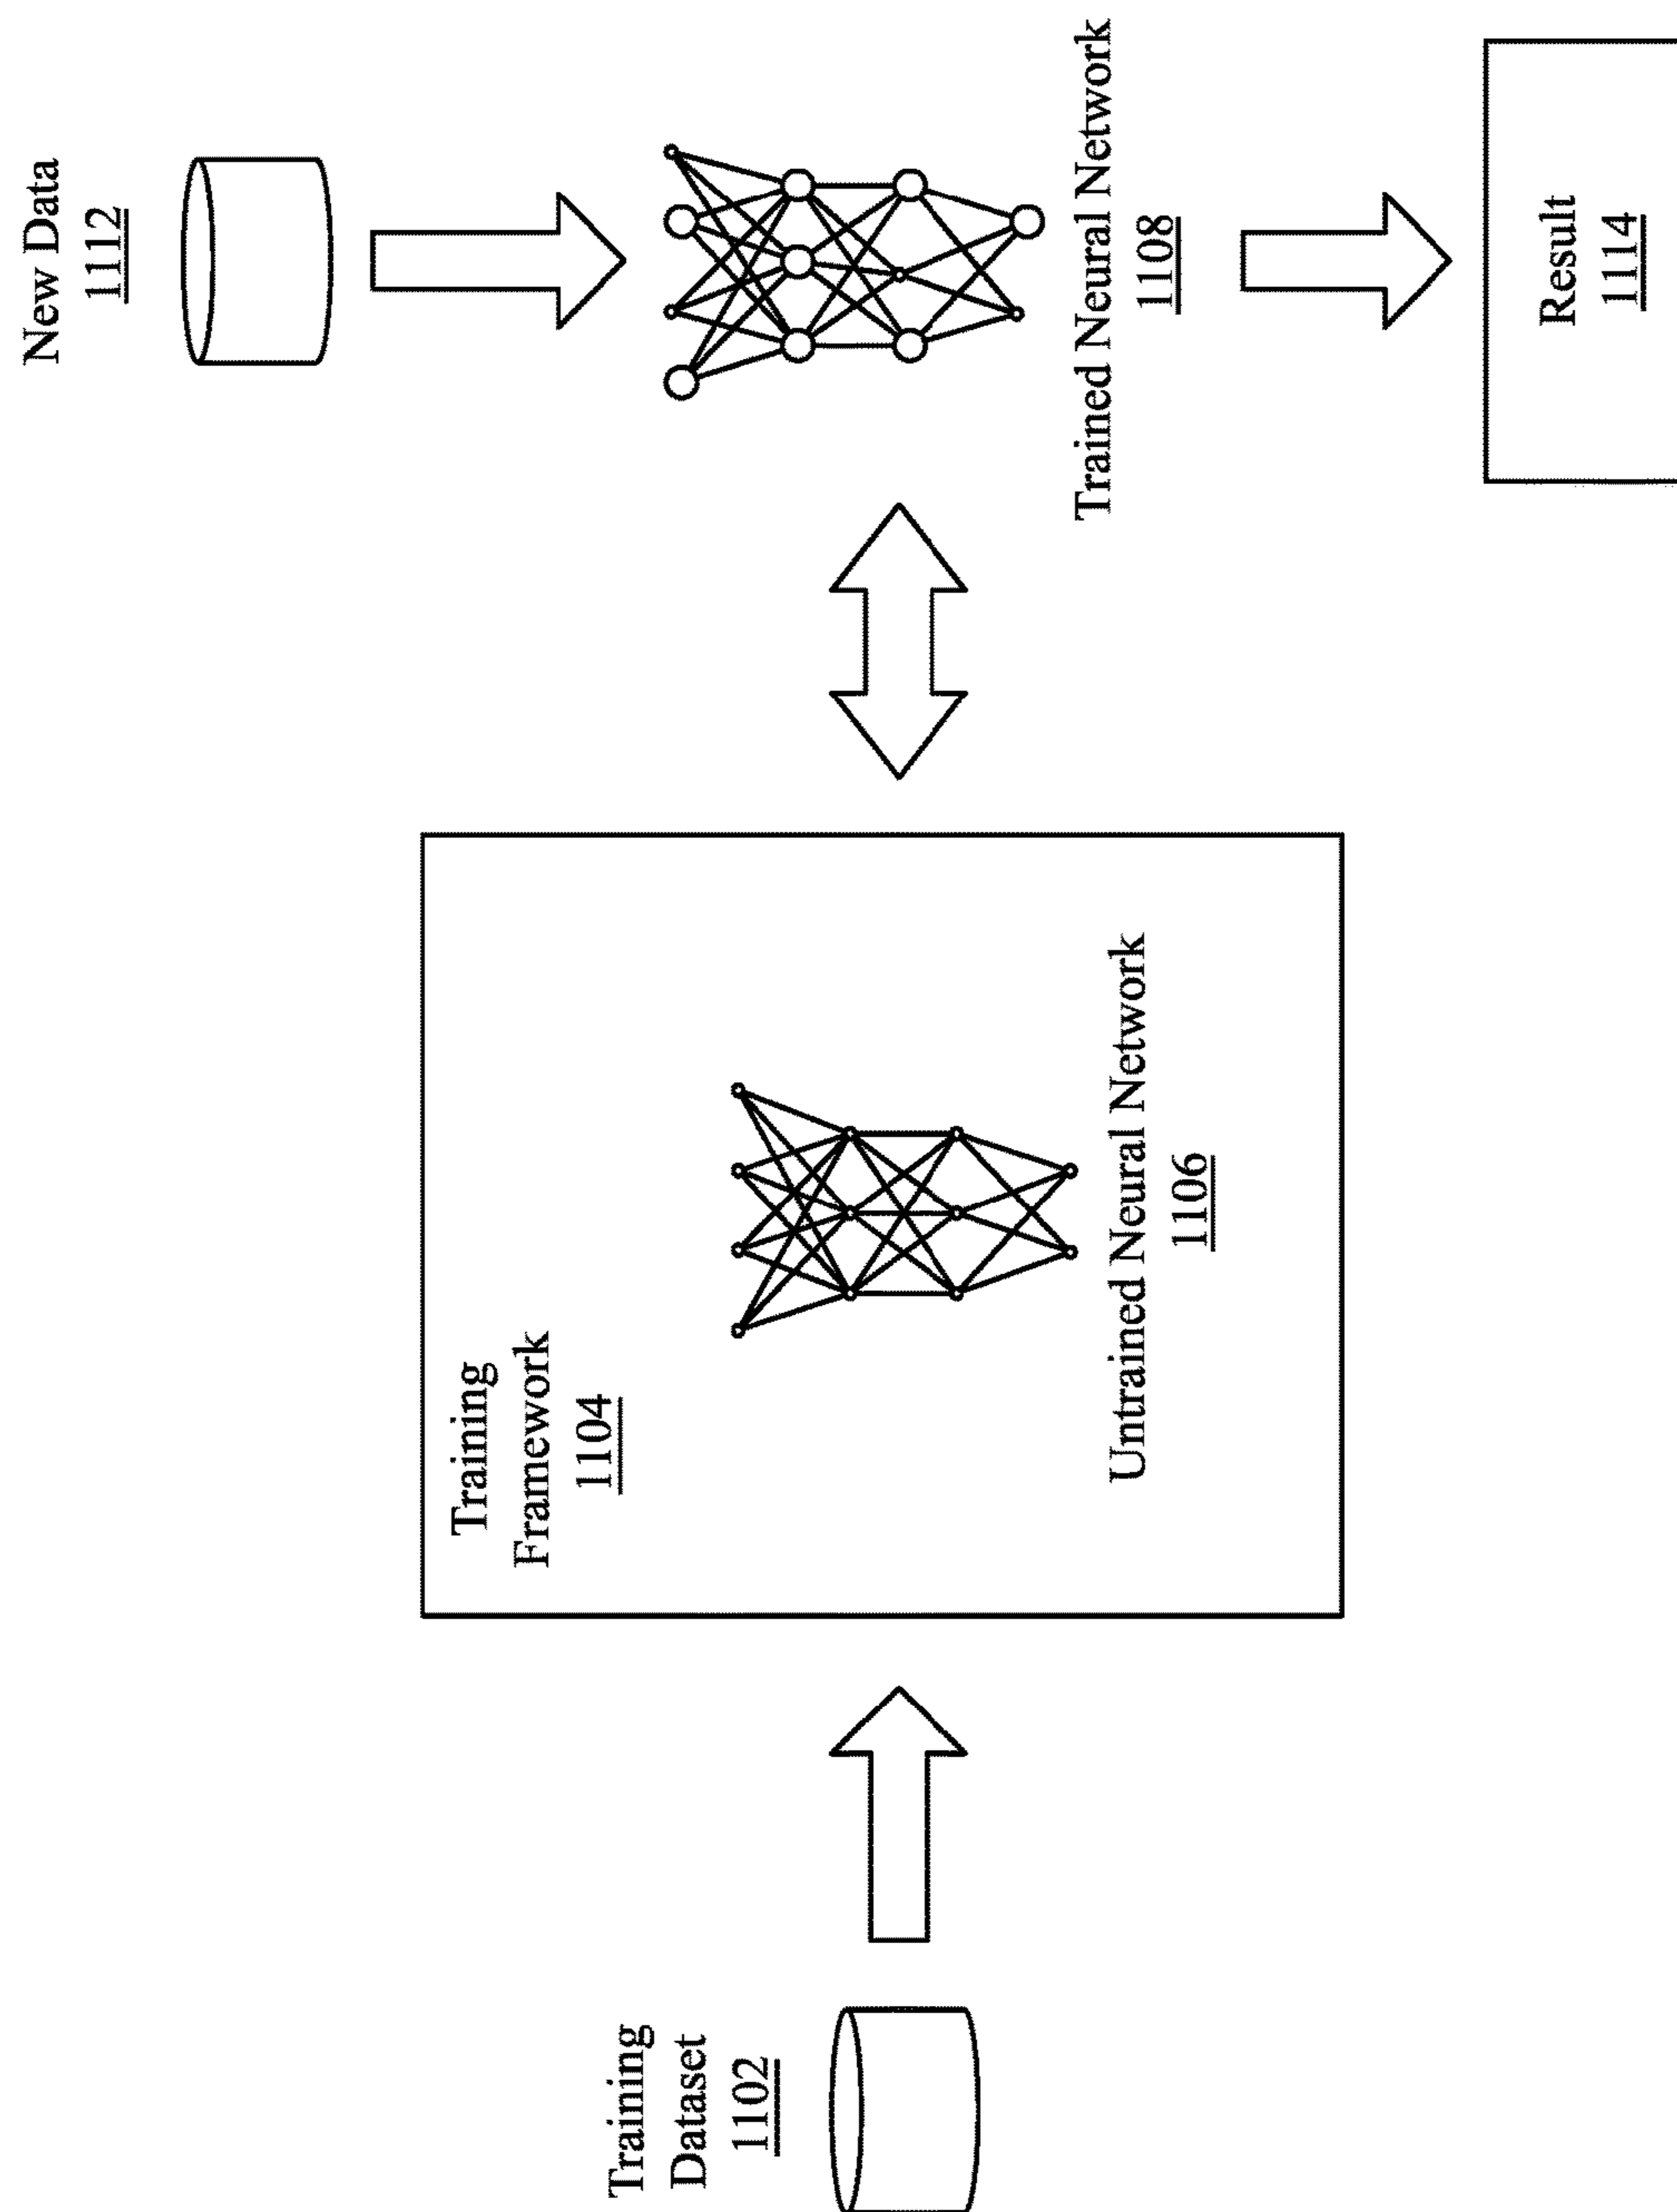 Training
Dataset
1102
Training
Framework
1104
Untrained Neural Network
1106
New Data
1112
Trained Neural Network
1108
Result
1114